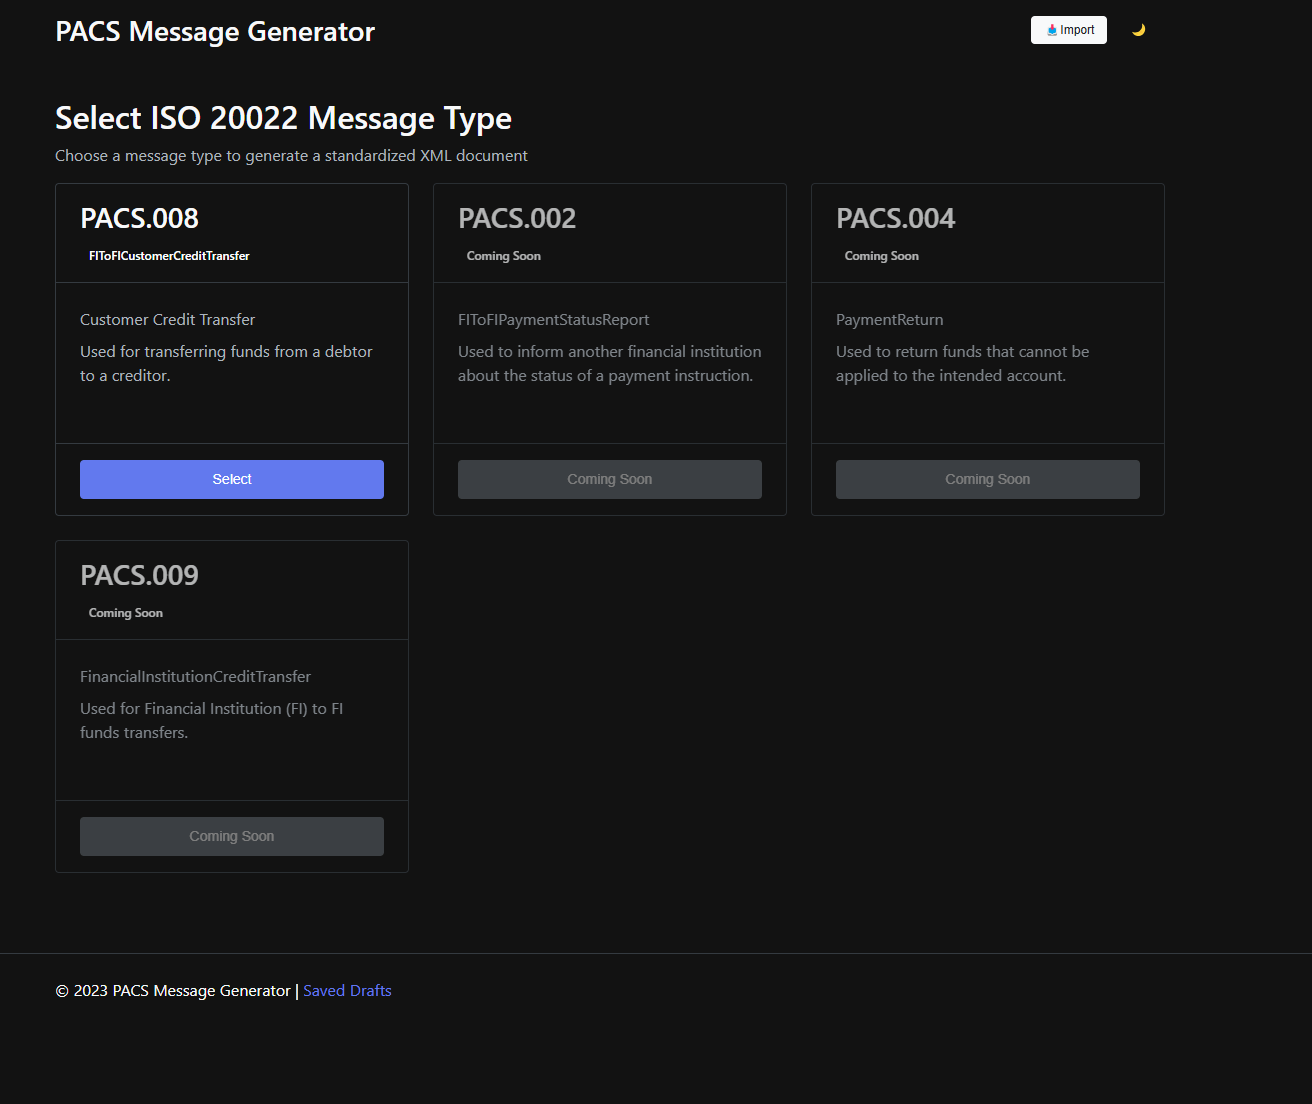 PACS Message Generator
Import
Select ISO 20022 Message Type
Choose a message type to generate a standardized XML document
PACS.008
FIToFICustomerCreditTransfer
Customer Credit Transfer
Used for transferring funds from a debtor
to a creditor.
Select
PACS.002
Coming Soon
FIToFIPaymentStatusReport
Used to inform another financial institution
about the status of a payment instruction.
Coming Soon
PACS.004
Coming Soon
PaymentReturn
Used to return funds that cannot be
applied to the intended account.
Coming Soon
PACS.009
Coming Soon
FinancialInstitutionCreditTransfer
Used for Financial Institution (FI) to FI
funds transfers.
Coming Soon
© 2023 PACS Message Generator | Saved Drafts